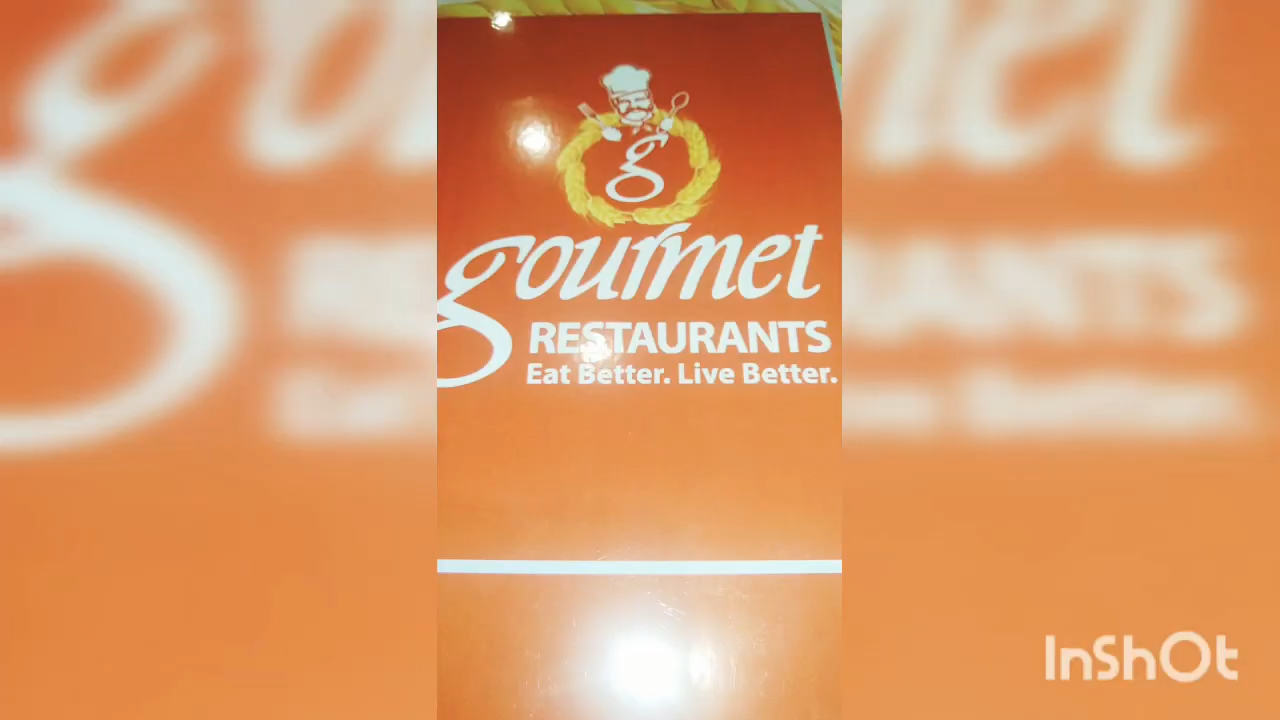 g
gourmet
RESTAURANTS
Eat Better. Live Better.
InShOt